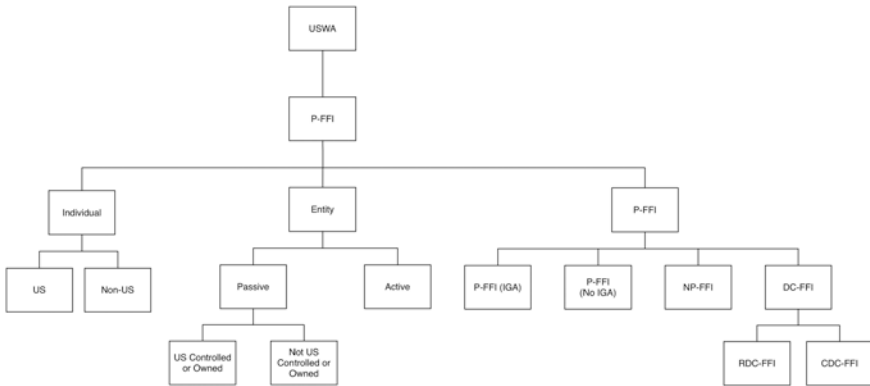 USWA
P-FFI
Individual
Entity
P-FFI
US
Non-US
Passive
Active
P-FFI (IGA)
P-FFI
(No IGA)
NP-FFI
DC-FFI
US Controlled
or Owned
Not US
Controlled or
Owned
RDC-FFI
CDC-FFI